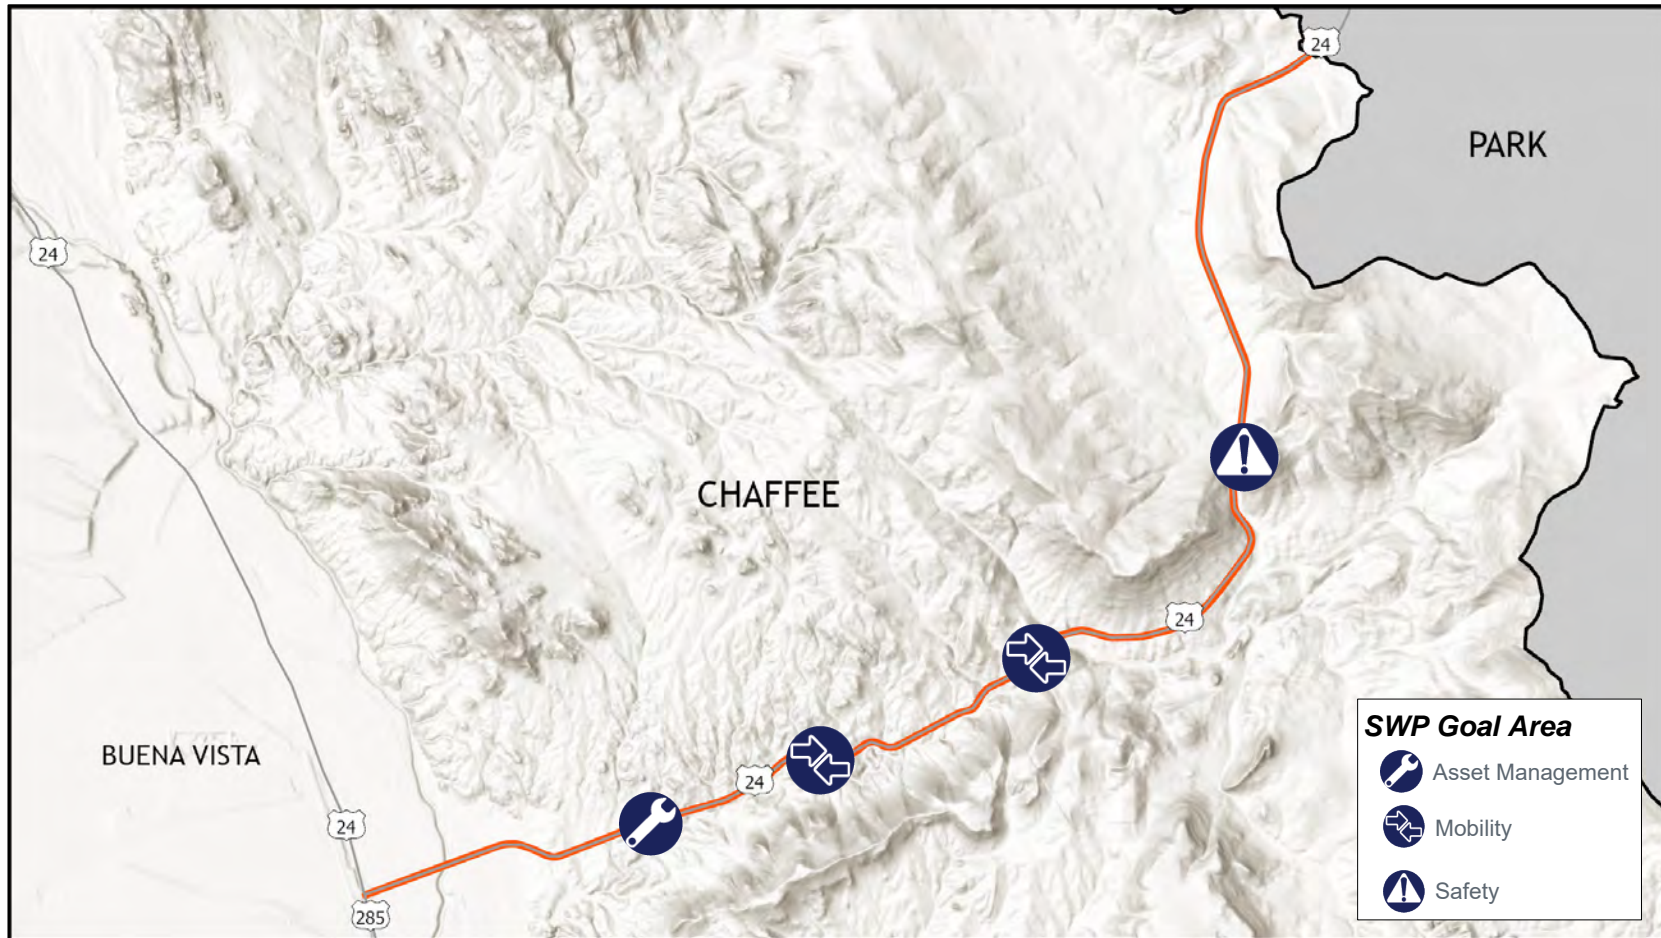 24
PARK
24
CHAFFEE
24
BUENA VISTA
24
24
285
SWP Goal Area
Asset Management
Mobility
Safety